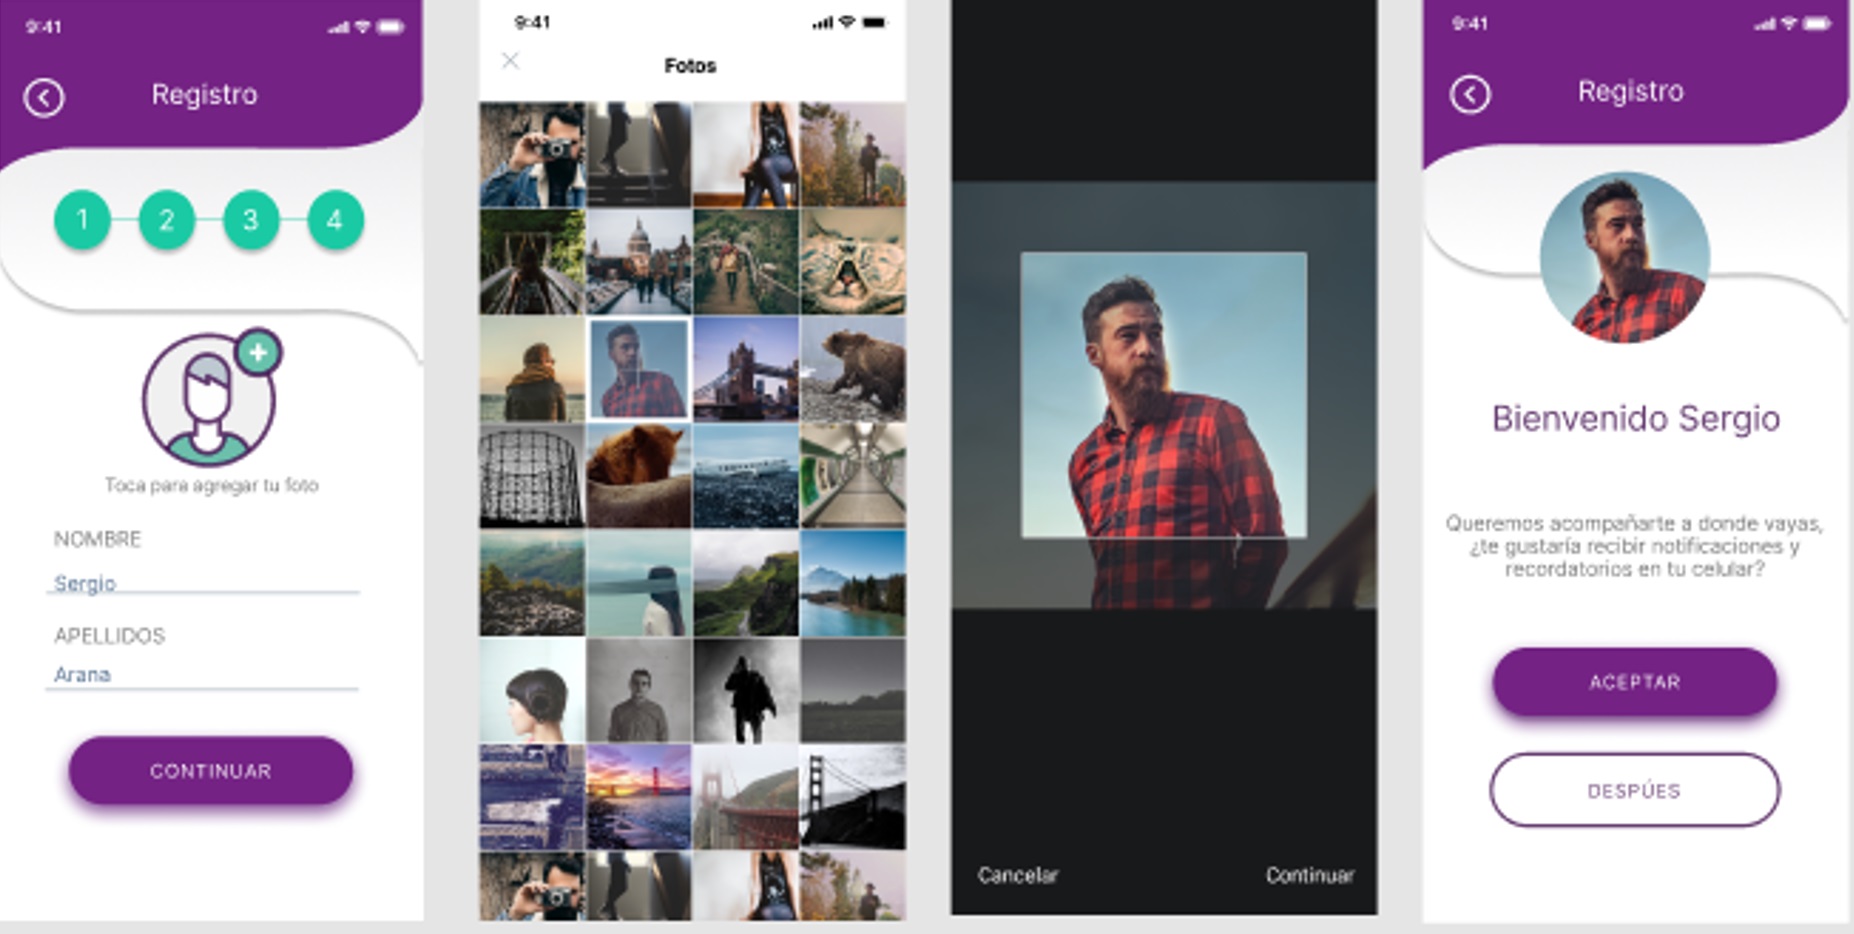 9:41
Registro
1
2
3
4
Toca para agregar tu foto
NOMBRE
Sergio
APELLIDOS
Arana
CONTINUAR
9:41
Fotos
Cancelar
Continuar
9:41
Registro
Bienvenido Sergio
Queremos acompañarte a donde vayas,
¿te gustaría recibir notificaciones y
recordatorios en tu celular?
ACEPTAR
DESPÚES